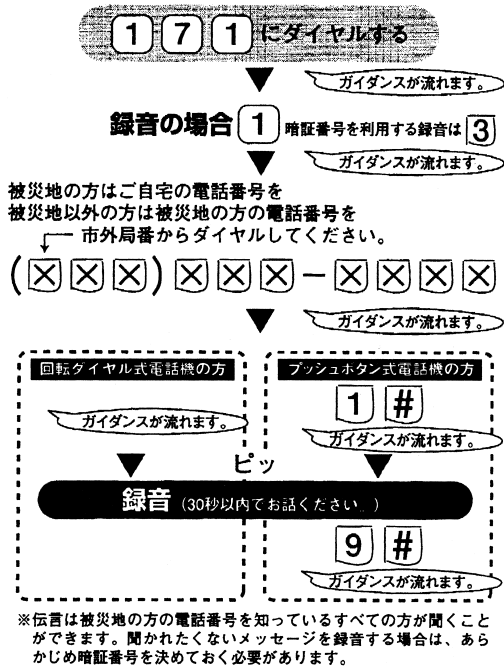 171にダイヤルする
ガイダンスが流れます。
録音の場合1 暗証番号を利用する録音は3
ガイダンスが流れます。
被災地の方はご自宅の電話番号を
被災地以外の方は被災地の方の電話番号を
市外局番からダイヤルしてください。
(×××)×××-××××
ガイダンスが流れます。
回転ダイヤル式電話機の方
プッシュボタン式電話機の方
1 #
ガイダンスが流れます。
ガイダンスが流れます。
ピッ
録音(30秒以内でお話ください。)
9 #
ガイダンスが流れます。
※伝言は被災地の方の電話番号を知っているすべての方が聞くこと
ができます。聞かれたくないメッセージを録音する場合は、あら
かじめ暗証番号を決めておく必要があります。